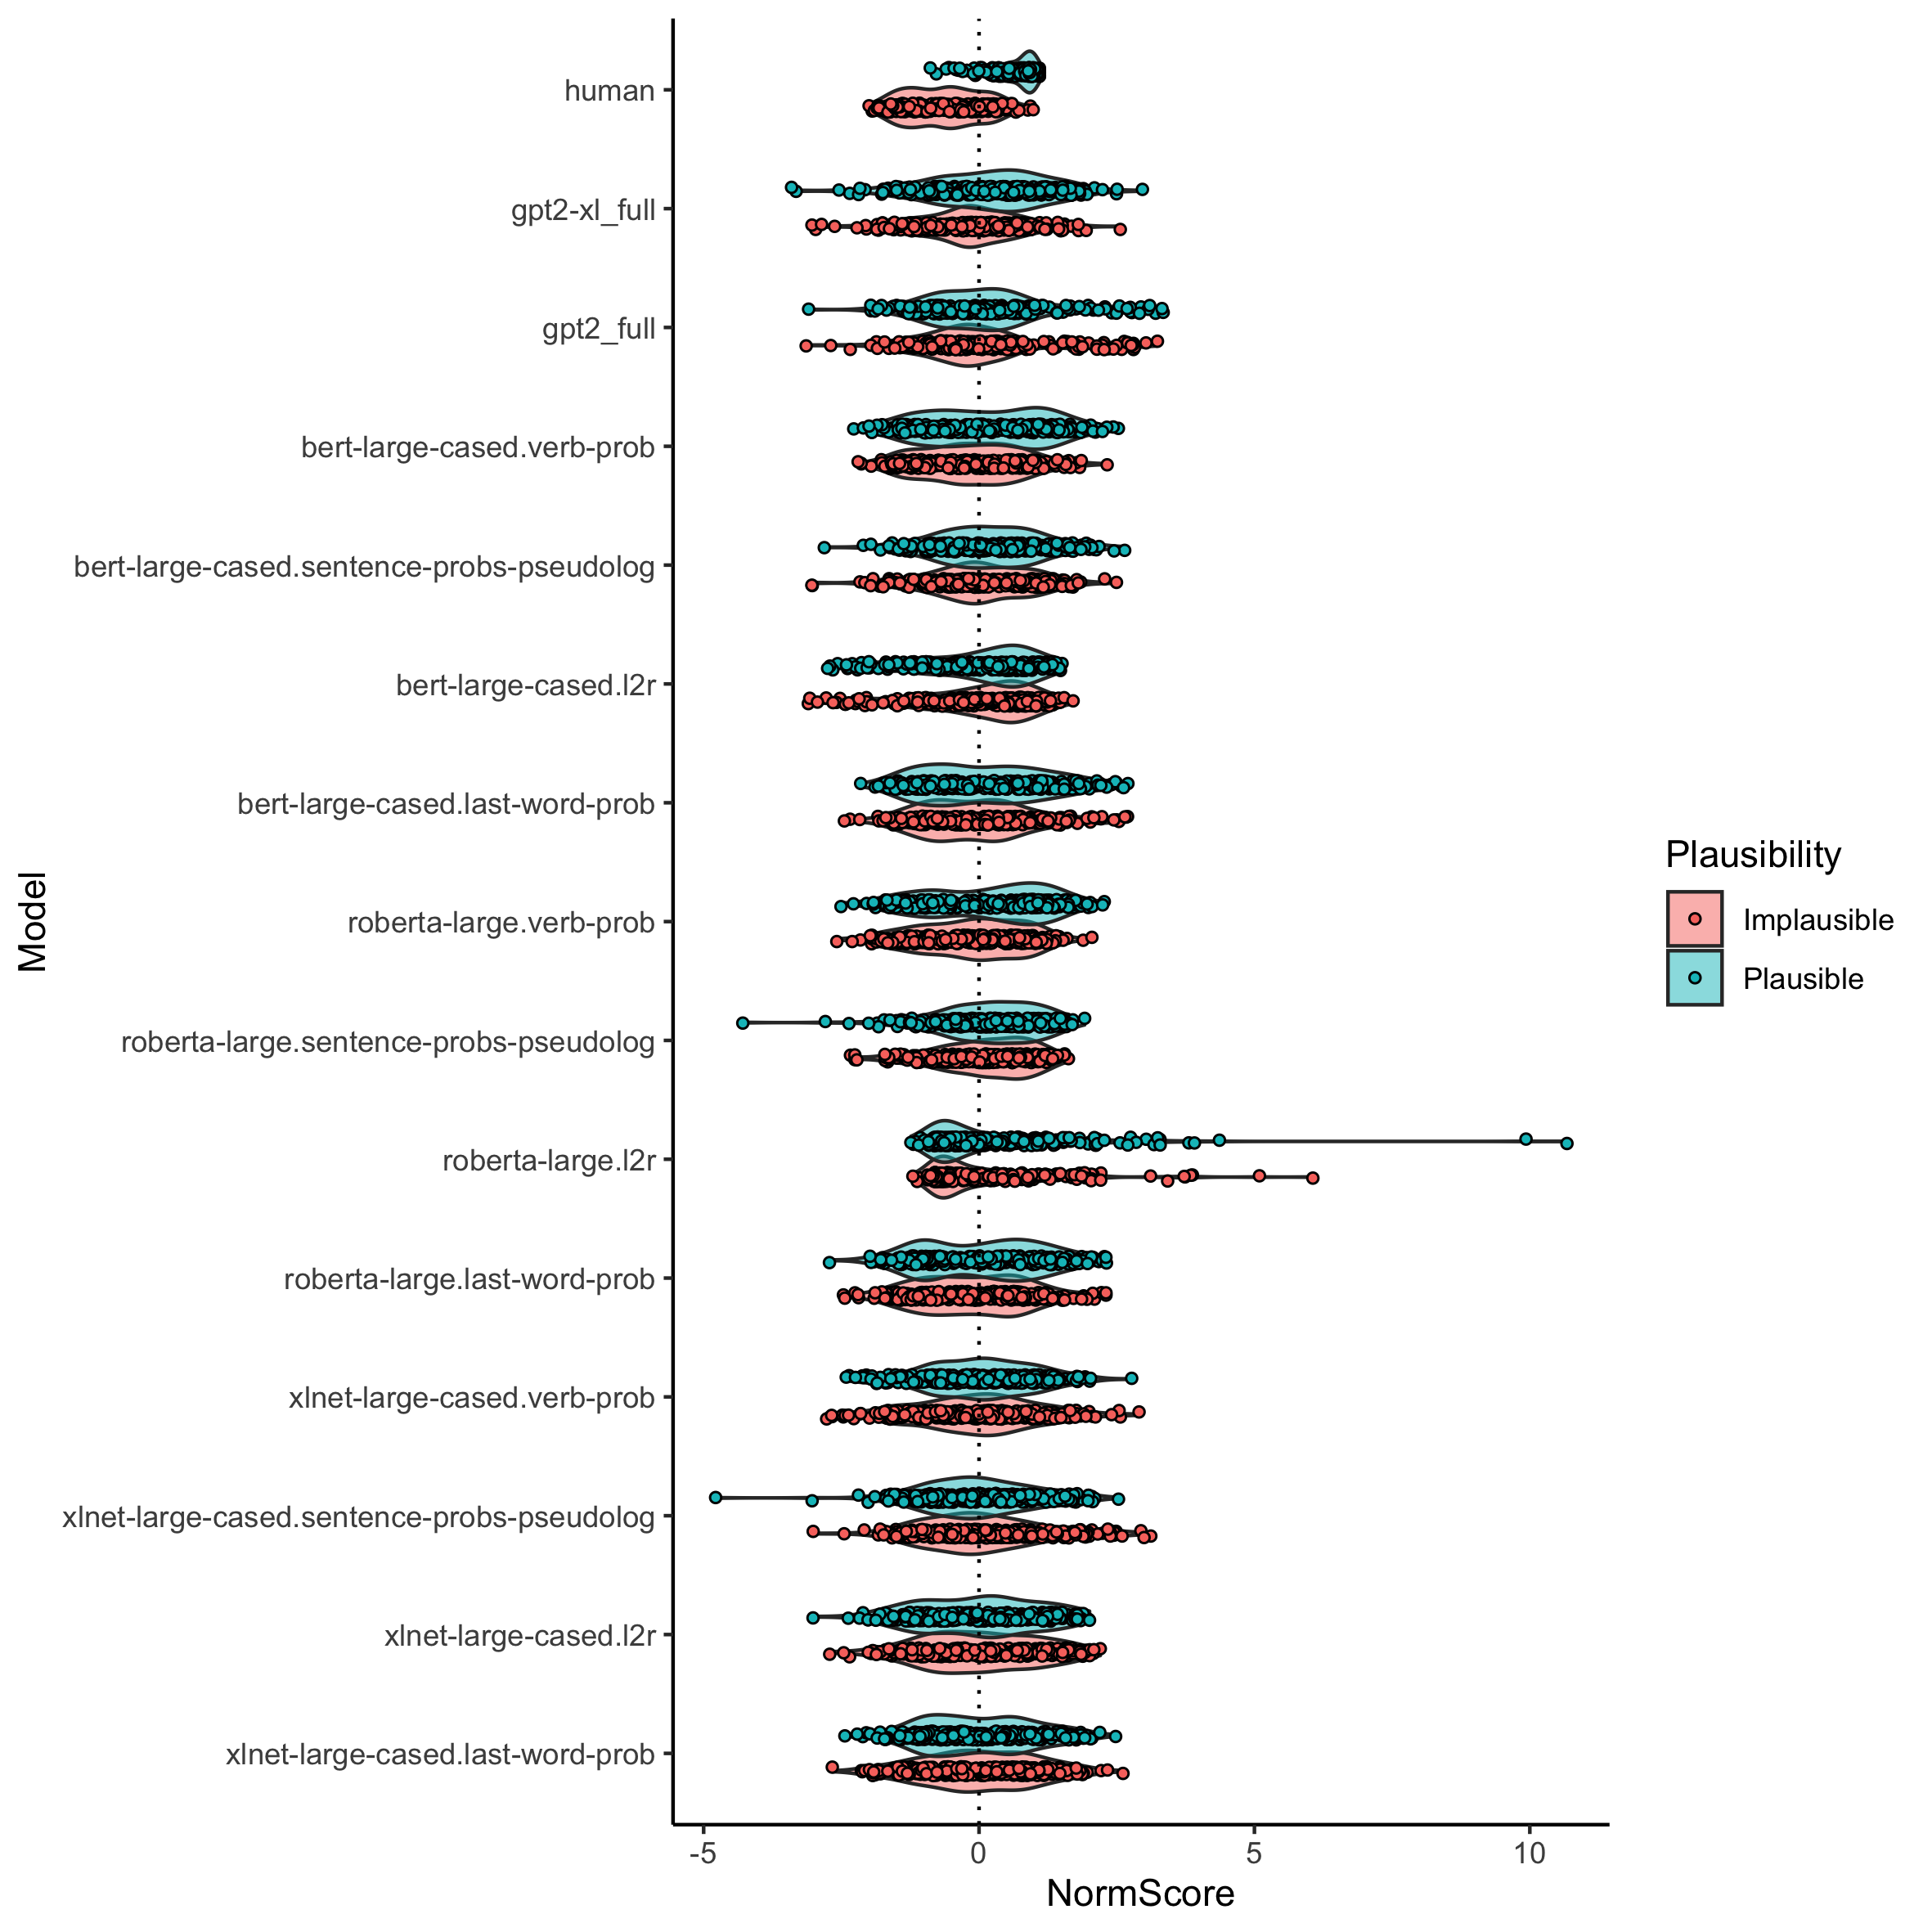 human
gpt2-xl_full
gpt2_full
bert-large-cased.verb-prob
bert-large-cased.sentence-probs-pseudolog
bert-large-cased.l2r
bert-large-cased.last-word-prob
roberta-large.verb-prob
roberta-large.sentence-probs-pseudolog
roberta-large.l2r
roberta-large.last-word-prob
xlnet-large-cased.verb-prob
xlnet-large-cased.sentence-probs-pseudolog
xlnet-large-cased.l2r
xlnet-large-cased.last-word-prob
Model
-5 0 5 10
NormScore
Plausibility
Implausible
Plausible